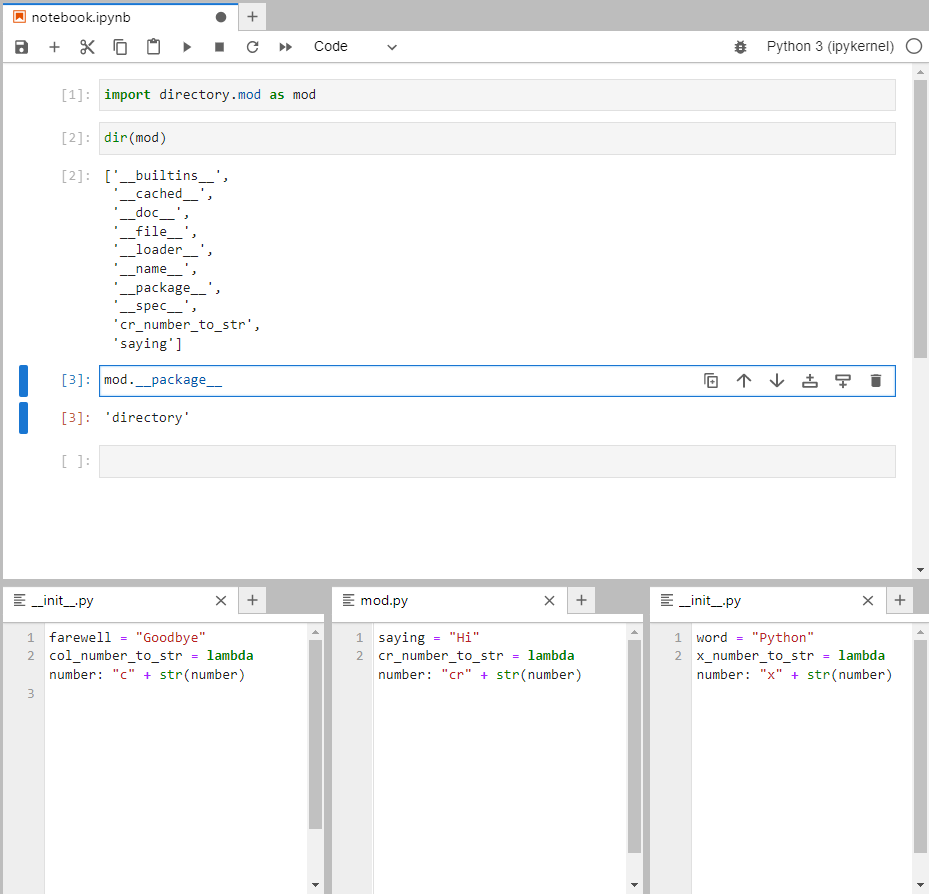 notebook.ipynb
Code
Python 3 (ipykernel)
[1]: import directory.mod as mod
[2]: dir(mod)
[2]: ['__builtins__',
'__cached__',
'__doc__',
'__file__',
'__loader__',
'__name__',
'__package__',
'__spec__',
'cr_number_to_str',
'saying']
[3]: mod.__package__
[3]: 'directory'
[ ]:
__init__.py
1 farewell = "Goodbye"
2 col_number_to_str = lambda
number: "c" + str(number)
3
mod.py
1 saying = "Hi"
2 cr_number_to_str = lambda
number: "cr" + str(number)
__init__.py
1 word = "Python"
2 x_number_to_str = lambda
number: "x" + str(number)